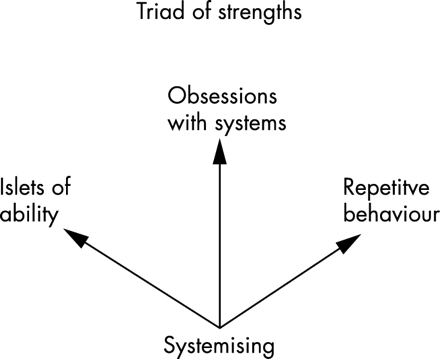 Triad of strengths
Obsessions
with systems
Islets of
ability
Repetitve
behaviour
Systemising